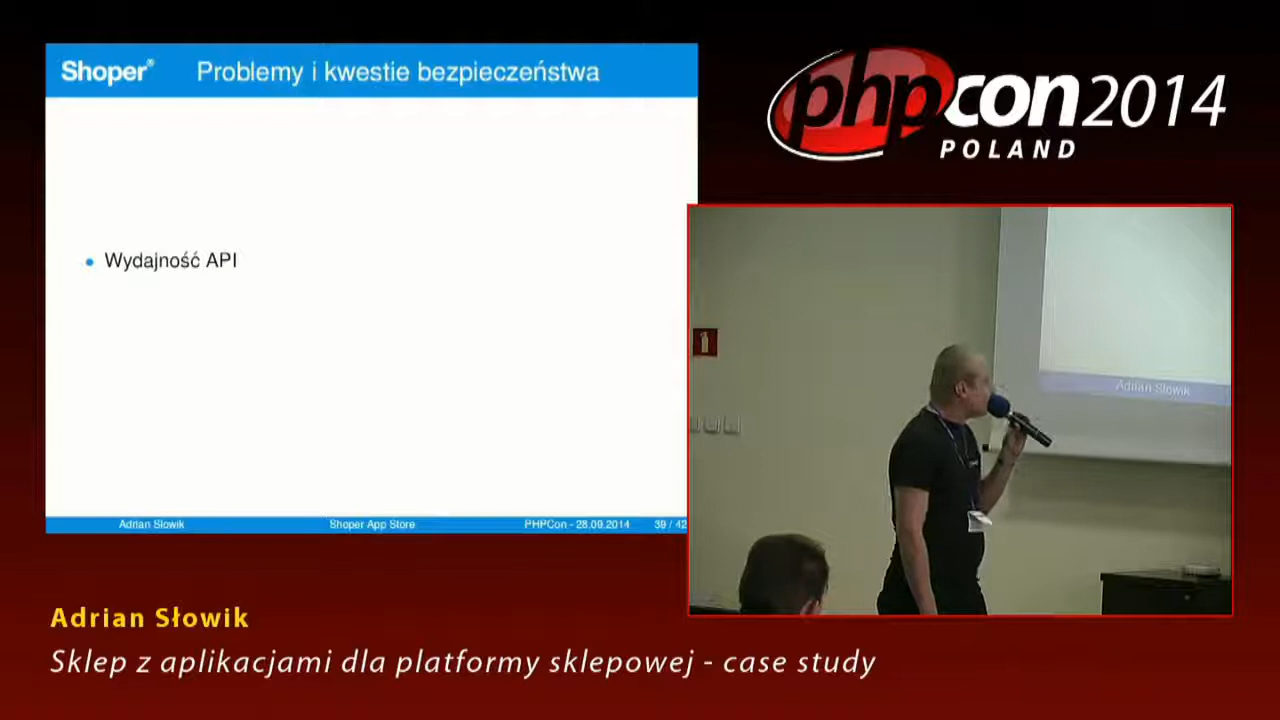 Shoper®
Problemy i kwestie bezpieczeństwa
• Wydajność API
Adrian Slowik
Shoper App Store
PHPCon - 28.09.2014
39 / 42
phpcon2014
POLAND
Adrian Słowik
Adrian Słowik
Sklep z aplikacjami dla platformy sklepowej - case study